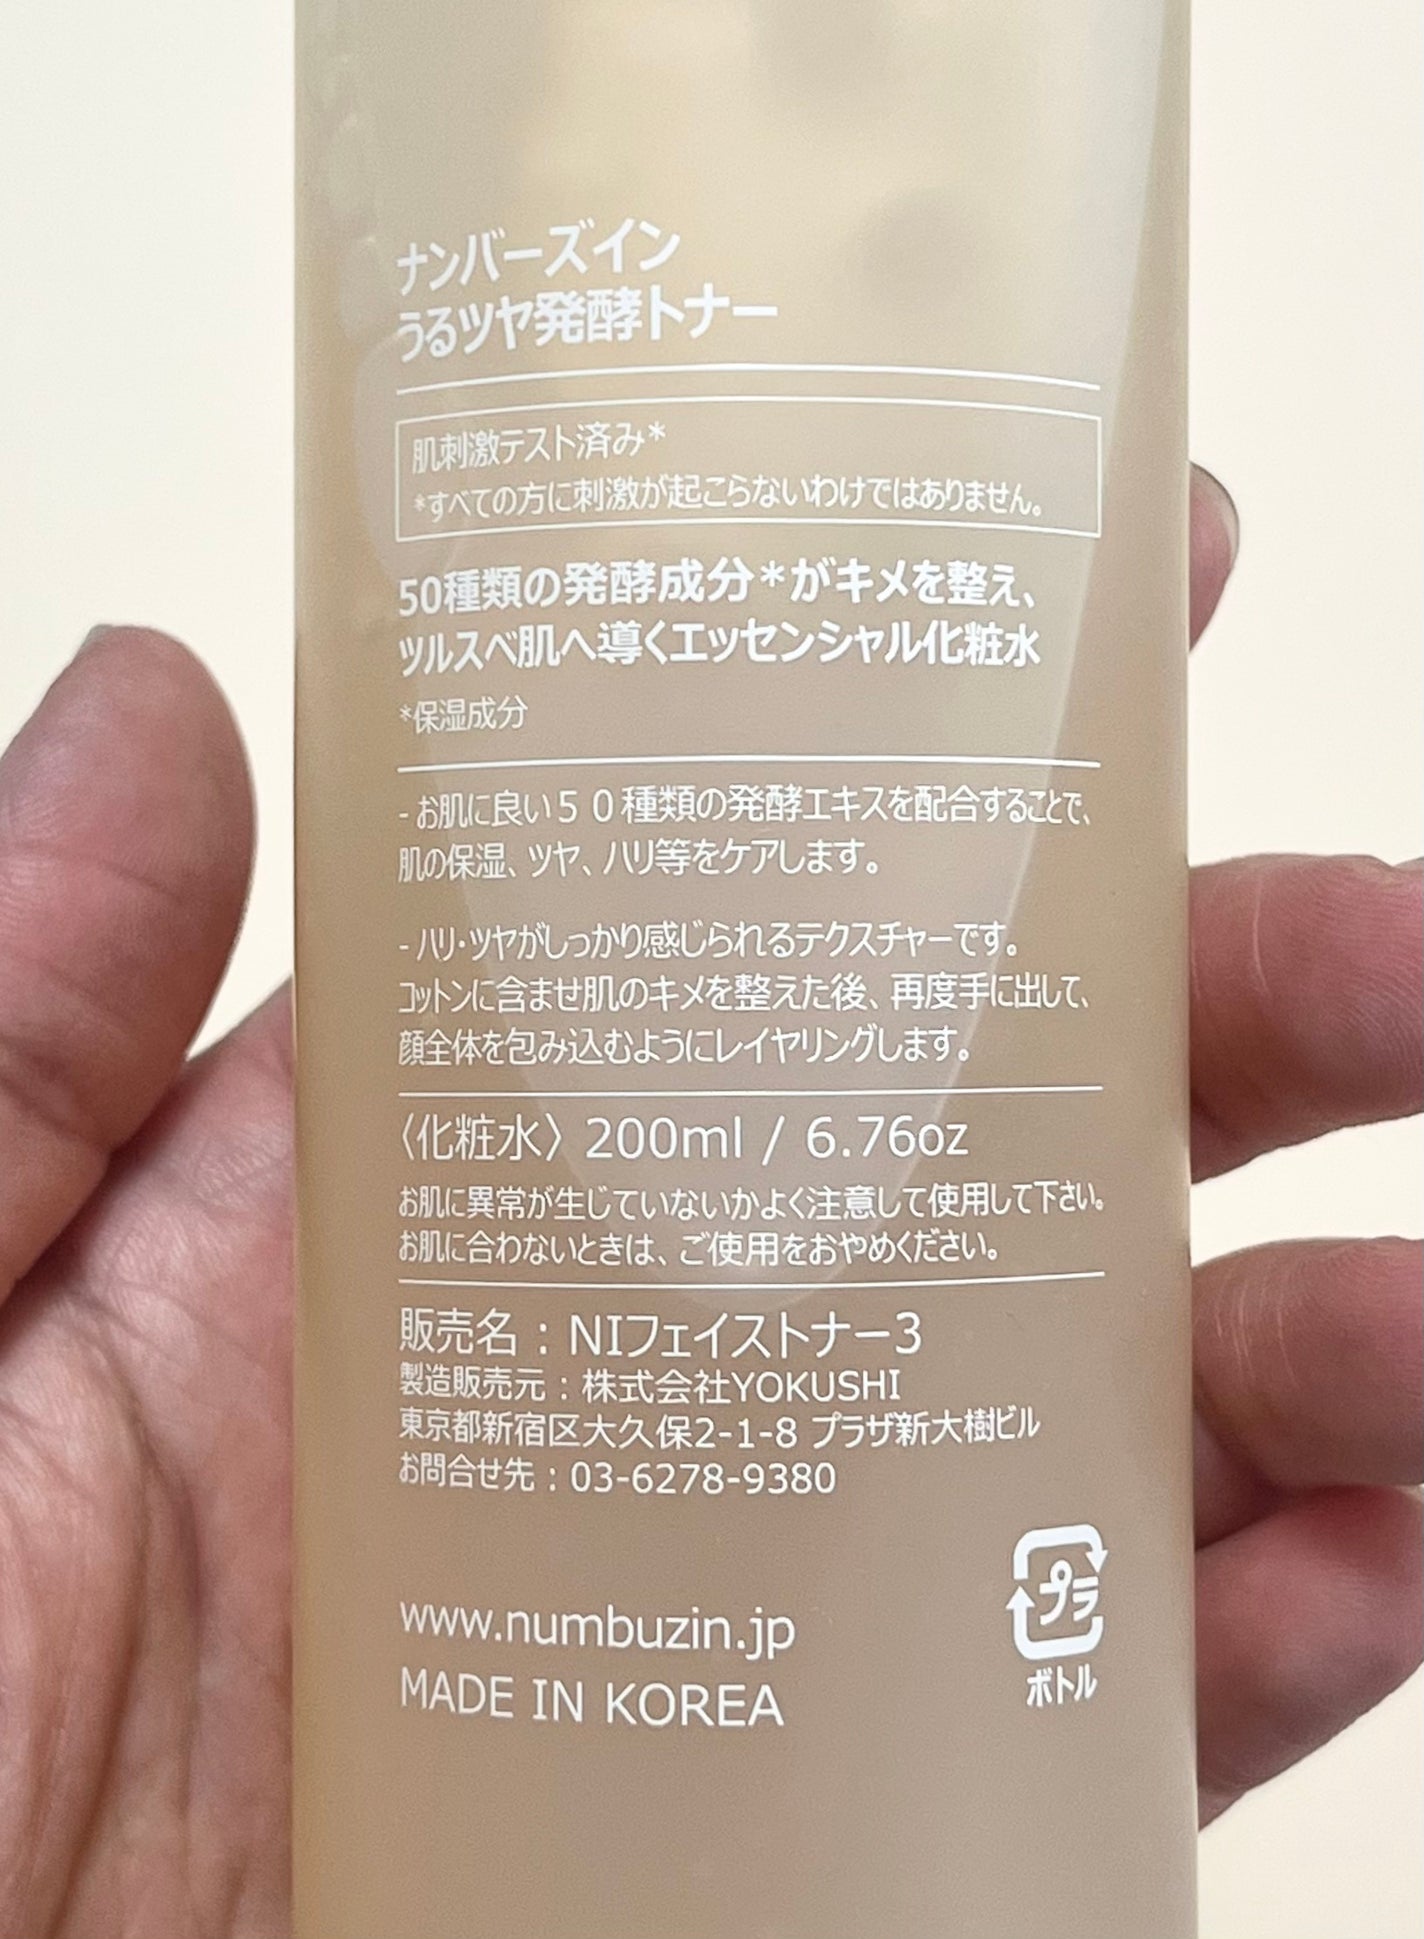 ナンバーズイン
うるツヤ発酵トナー
肌刺激テスト済み*
*すべての方に刺激が起こらないわけではありません。
50種類の発酵成分*がキメを整え、
ツルスベ肌へ導くエッセンシャル化粧水
*保湿成分
- お肌に良い５０種類の発酵エキスを配合することで、
肌の保湿、ツヤ、ハリ等をケアします。
- ハリ・ツヤがしっかり感じられるテクスチャーです。
コットンに含ませ肌のキメを整えた後、再度手に出して、
顔全体を包み込むようにレイヤリングします。
〈化粧水〉 200ml / 6.76oz
お肌に異常が生じていないかよく注意して使用して下さい。
お肌に合わないときは、ご使用をおやめください。
販売名：NIフェイストナー3
製造販売元：株式会社YOKUSHI
東京都新宿区大久保2-1-8 プラザ新大樹ビル
お問合せ先：03-6278-9380
www.numbuzin.jp
MADE IN KOREA
プラ
ボトル